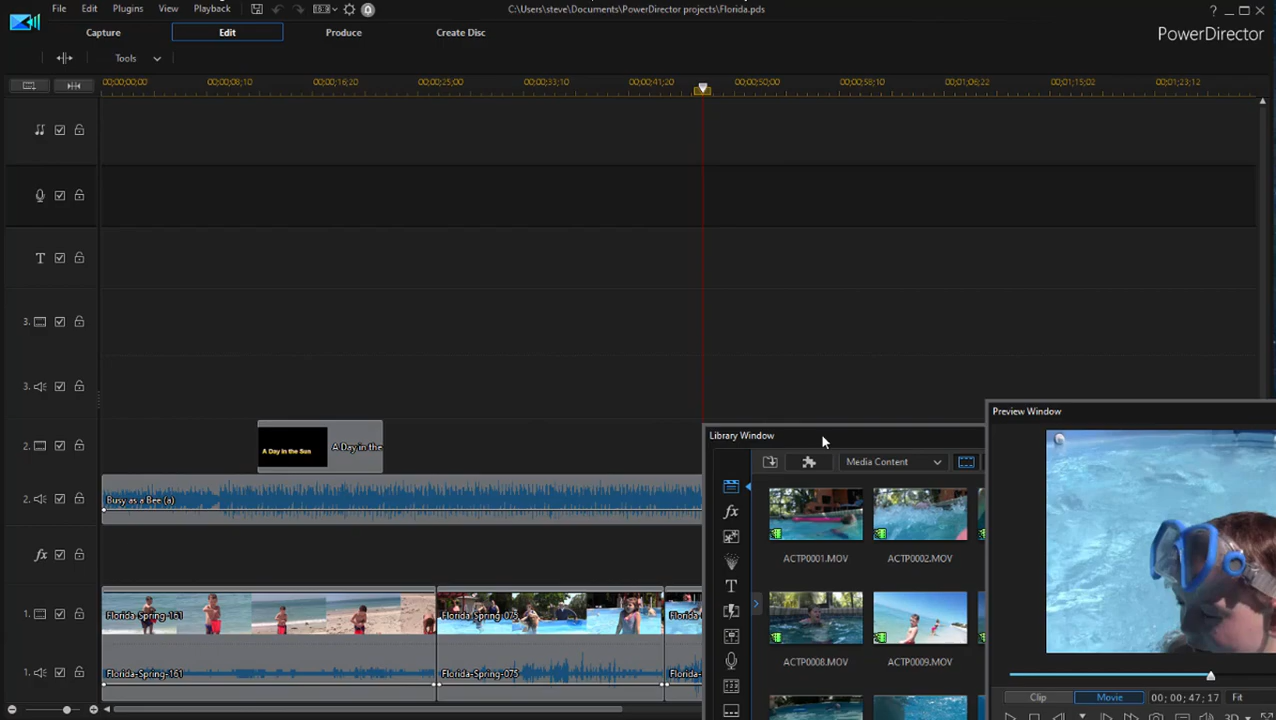 File Edit Plugins View Playback
C:\Users\steve\Documents\PowerDirector projects\Florida.pds
?
Capture Edit Produce Create Disc
PowerDirector
Tools
00;00;00;00 00;00;08;10 00;00;16;20 00;00;25;00 00;00;33;10 00;00;41;20 00;00;50;00 00;00;58;10 00;01;06;22 00;01;15;02 00;01;23;12
T
3.
3.
Preview Window
Library Window
2.
A Day in the Sun
A Day in the
Media Content
2.
Busy as a Bee (a)
fx
fx
ACTP0001.MOV ACTP0002.MOV
T
1.
Florida-Spring-161 Florida-Spring-075
ACTP0008.MOV ACTP0009.MOV
1.
Florida-Spring-161 Florida-Spring-075
Clip Movie 00; 00; 47; 17 Fit
3D